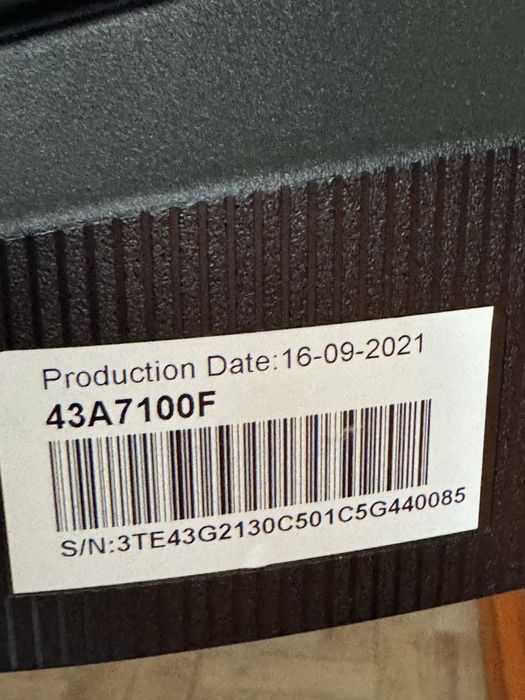 Production Date:16-09-2021
43A7100F
S/N:3TE43G2130C501C5G440085